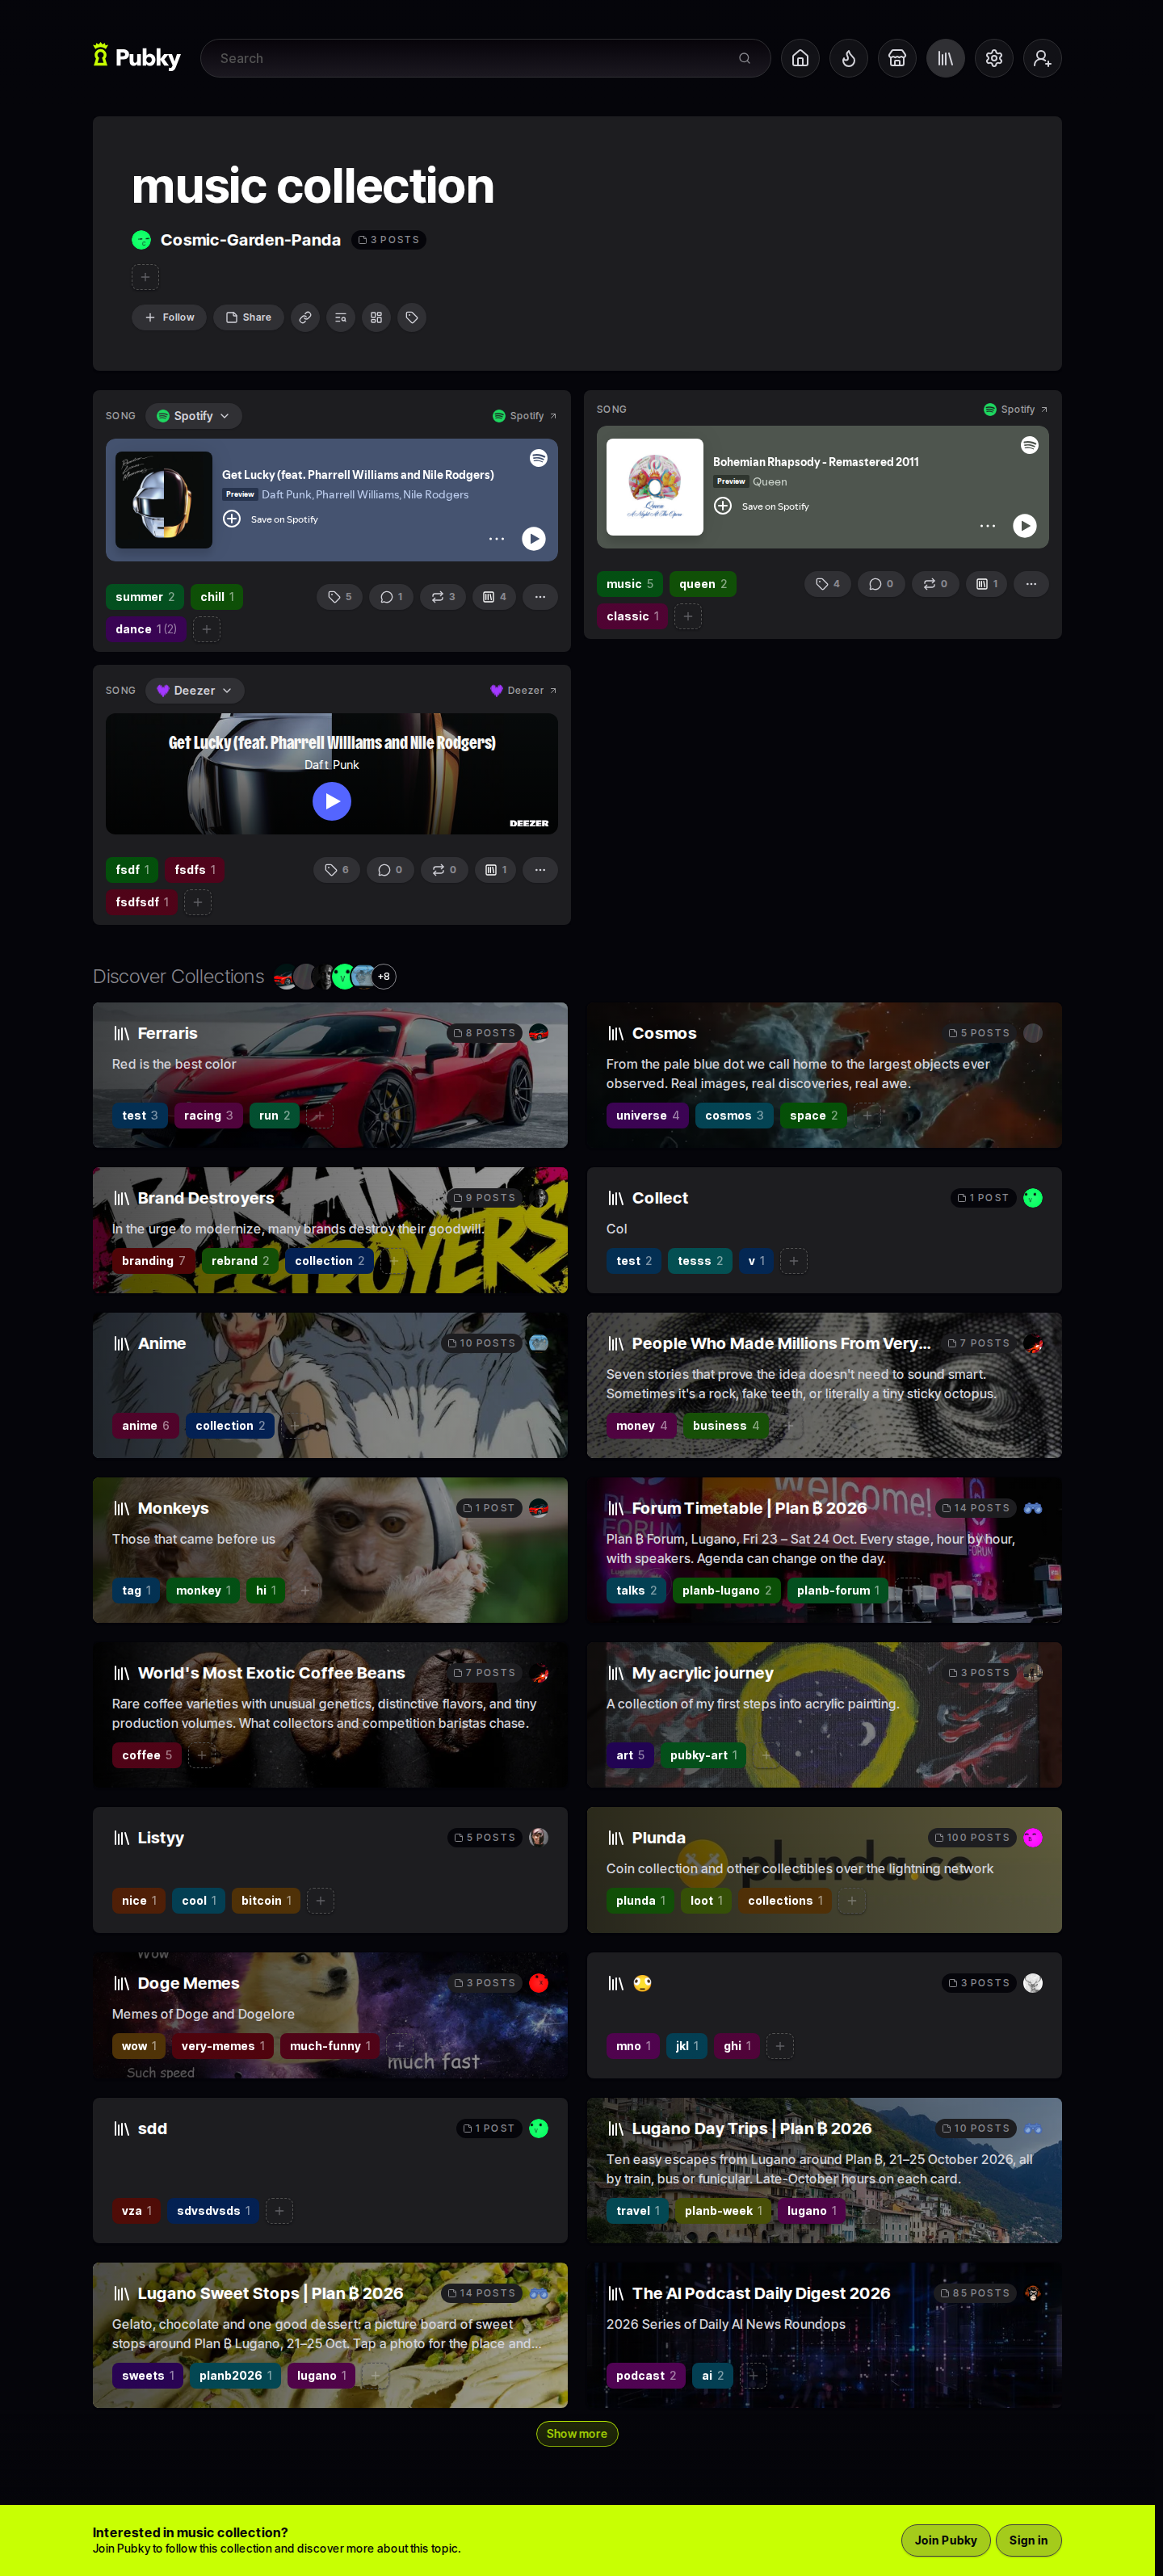 Pubky
Search
music collection
Cosmic-Garden-Panda
3 POSTS
Follow
Share
SONG
Spotify
Spotify
Get Lucky (feat. Pharrell Williams and Nile Rodgers)
Preview
Daft Punk, Pharrell Williams, Nile Rodgers
Save on Spotify
summer 2
chill 1
5
1
3
4
dance 1 (2)
SONG
Spotify
Bohemian Rhapsody - Remastered 2011
Preview
Queen
Save on Spotify
music 5
queen 2
4
0
0
1
classic 1
SONG
Deezer
Deezer
Get Lucky (feat. Pharrell Williams and Nile Rodgers)
Daft Punk
DEEZER
fsdf 1
fsdfs 1
6
0
0
1
fsdfsdf 1
Discover Collections
+8
Ferraris
8 POSTS
Red is the best color
test 3
racing 3
run 2
Cosmos
5 POSTS
From the pale blue dot we call home to the largest objects ever
observed. Real images, real discoveries, real awe.
universe 4
cosmos 3
space 2
Brand Destroyers
9 POSTS
In the urge to modernize, many brands destroy their goodwill.
branding 7
rebrand 2
collection 2
Collect
1 POST
Col
test 2
tesss 2
v 1
Anime
10 POSTS
anime 6
collection 2
People Who Made Millions From Very...
7 POSTS
Seven stories that prove the idea doesn't need to sound smart.
Sometimes it's a rock, fake teeth, or literally a tiny sticky octopus.
money 4
business 4
Monkeys
1 POST
Those that came before us
tag 1
monkey 1
hi 1
Forum Timetable | Plan ₿ 2026
14 POSTS
Plan ₿ Forum, Lugano, Fri 23 – Sat 24 Oct. Every stage, hour by hour,
with speakers. Agenda can change on the day.
talks 2
planb-lugano 2
planb-forum 1
welcome!
World's Most Exotic Coffee Beans
7 POSTS
Rare coffee varieties with unusual genetics, distinctive flavors, and tiny
production volumes. What collectors and competition baristas chase.
coffee 5
My acrylic journey
3 POSTS
A collection of my first steps into acrylic painting.
art 5
pubky-art 1
Listyy
5 POSTS
nice 1
cool 1
bitcoin 1
Plunda
100 POSTS
Coin collection and other collectibles over the lightning network
plunda 1
loot 1
collections 1
plunda.co
Doge Memes
3 POSTS
Memes of Doge and Dogelore
wow 1
very-memes 1
much-funny 1
Wow
much fast
Such speed
3 POSTS
mno 1
jkl 1
ghi 1
sdd
1 POST
vza 1
sdvsdvsds 1
Lugano Day Trips | Plan ₿ 2026
10 POSTS
Ten easy escapes from Lugano around Plan ₿, 21–25 October 2026, all
by train, bus or funicular. Late-October hours on each card.
travel 1
planb-week 1
lugano 1
Lugano Sweet Stops | Plan ₿ 2026
14 POSTS
Gelato, chocolate and one good dessert: a picture board of sweet
stops around Plan ₿ Lugano, 21–25 Oct. Tap a photo for the place and...
sweets 1
planb2026 1
lugano 1
The AI Podcast Daily Digest 2026
85 POSTS
2026 Series of Daily AI News Roundups
podcast 2
ai 2
Show more
Interested in music collection?
Join Pubky to follow this collection and discover more about this topic.
Join Pubky
Sign in